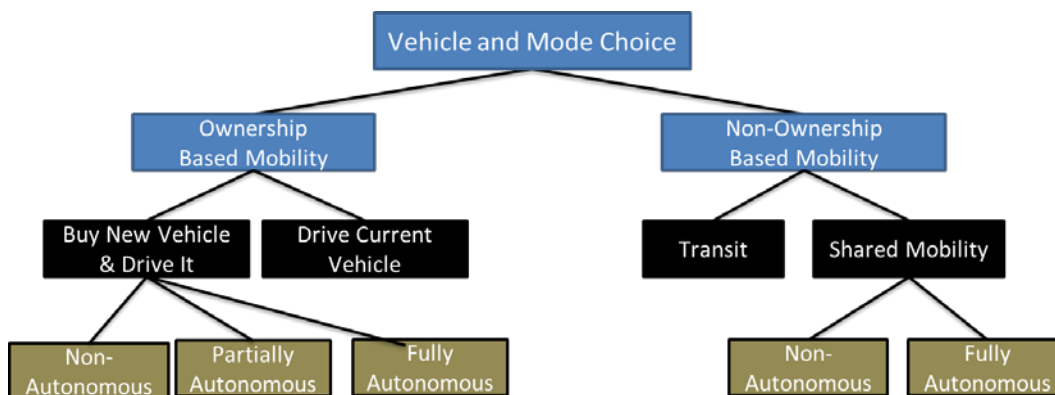 Vehicle and Mode Choice
Ownership
Based Mobility
Non-Ownership
Based Mobility
Buy New Vehicle
& Drive It
Drive Current
Vehicle
Transit
Shared Mobility
Non-
Autonomous
Partially
Autonomous
Fully
Autonomous
Non-
Autonomous
Fully
Autonomous